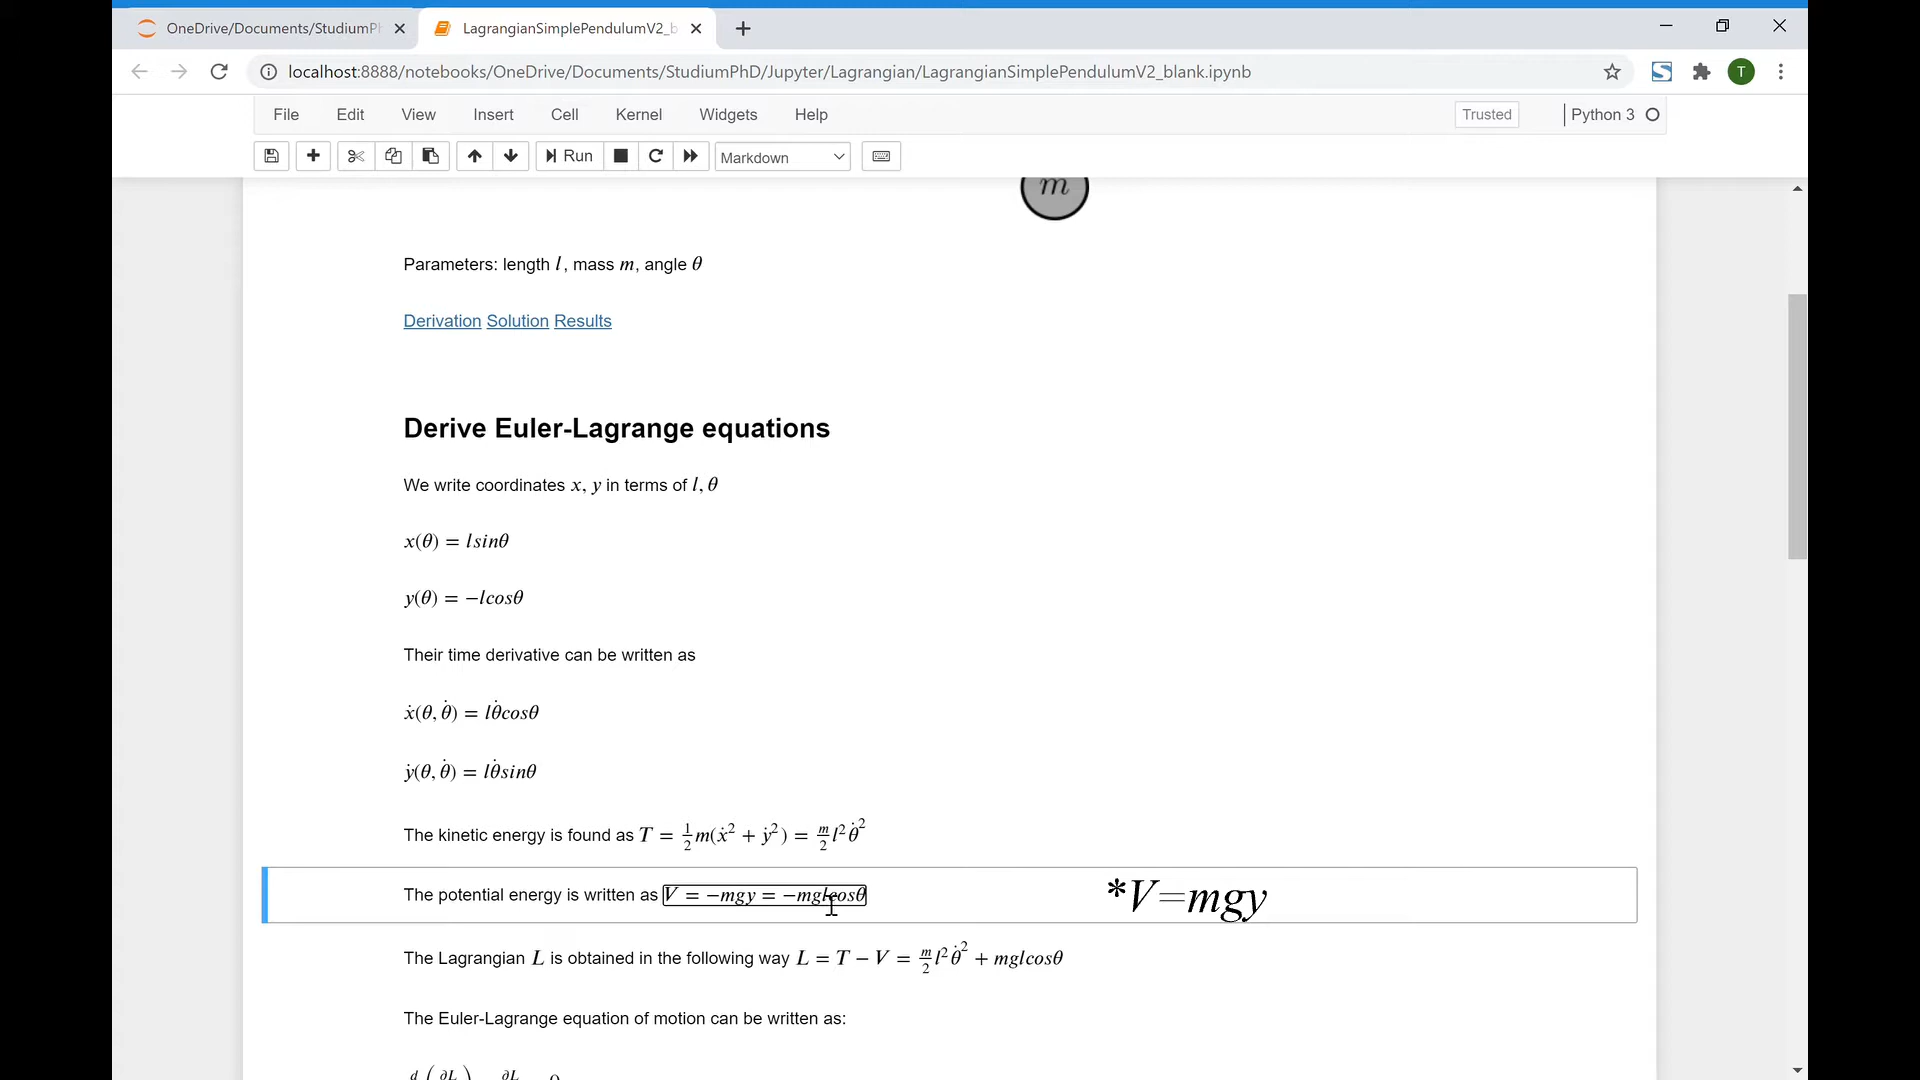 OneDrive/Documents/StudiumPl
LagrangianSimplePendulumV2_b
localhost:8888/notebooks/OneDrive/Documents/StudiumPhD/Jupyter/Lagrangian/LagrangianSimplePendulumV2_blank.ipynb
T
File Edit View Insert Cell Kernel Widgets Help Trusted Python 3
Run Markdown
m
Parameters: length l, mass m, angle θ
Derivation Solution Results
Derive Euler-Lagrange equations
We write coordinates x, y in terms of l, θ
x(θ) = lsinθ
y(θ) = −lcosθ
Their time derivative can be written as
ẋ(θ, θ̇) = lθ̇cosθ
ẏ(θ, θ̇) = lθ̇sinθ
The kinetic energy is found as T = 1/2 m(ẋ² + ẏ²) = m/2 l²θ̇²
The potential energy is written as V = −mgy = −mglcosθ *V=mgy
The Lagrangian L is obtained in the following way L = T − V = m/2 l²θ̇² + mglcosθ
The Euler-Lagrange equation of motion can be written as: